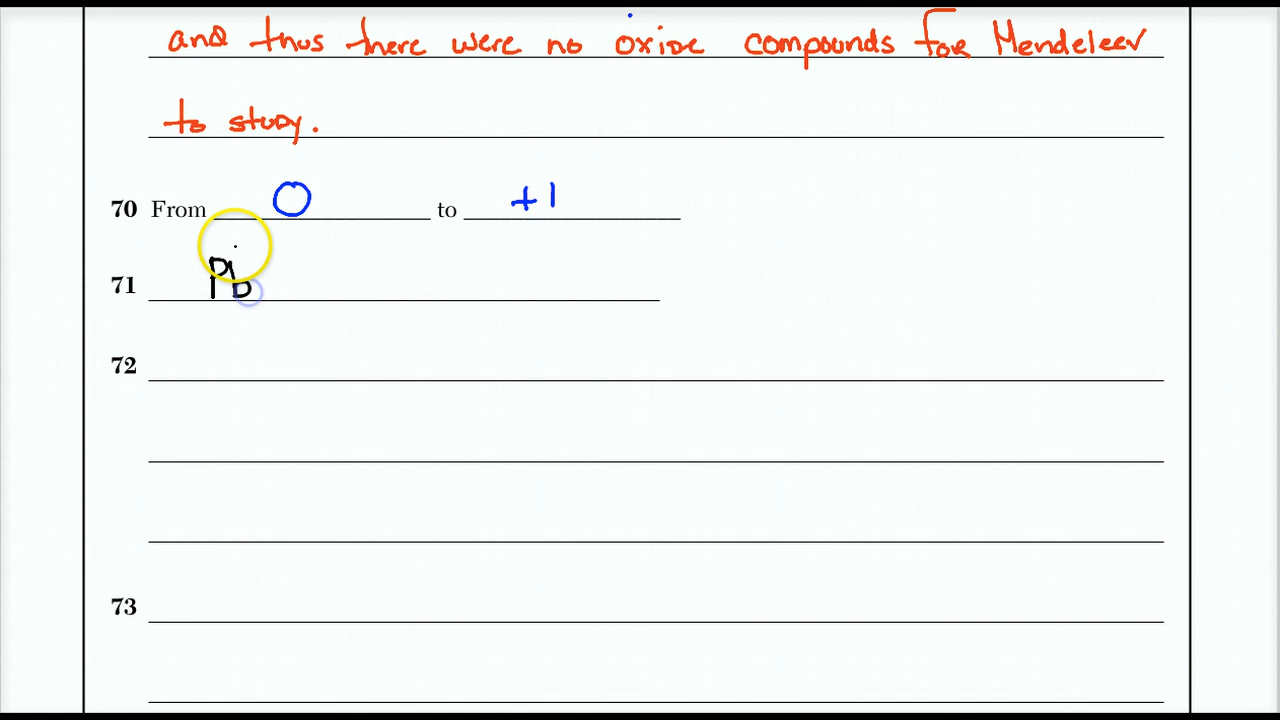 and thus there were no oxide compounds for Mendeleev
to study.
70 From 0 to +1
71 Pb
72
73